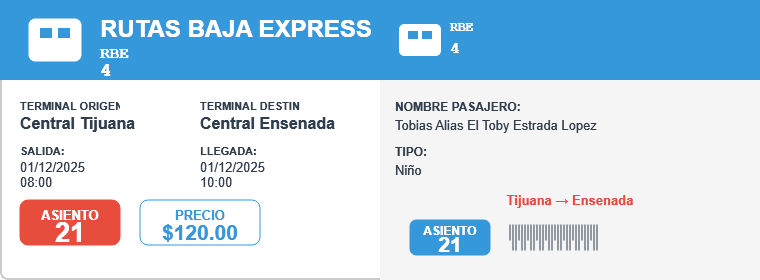 RUTAS BAJA EXPRESS
RBE
4
TERMINAL ORIGEN
Central Tijuana
TERMINAL DESTIN
Central Ensenada
SALIDA:
01/12/2025
08:00
LLEGADA:
01/12/2025
10:00
ASIENTO
21
PRECIO
$120.00
RBE
4
NOMBRE PASAJERO:
Tobias Alias El Toby Estrada Lopez
TIPO:
Niño
Tijuana → Ensenada
ASIENTO
21